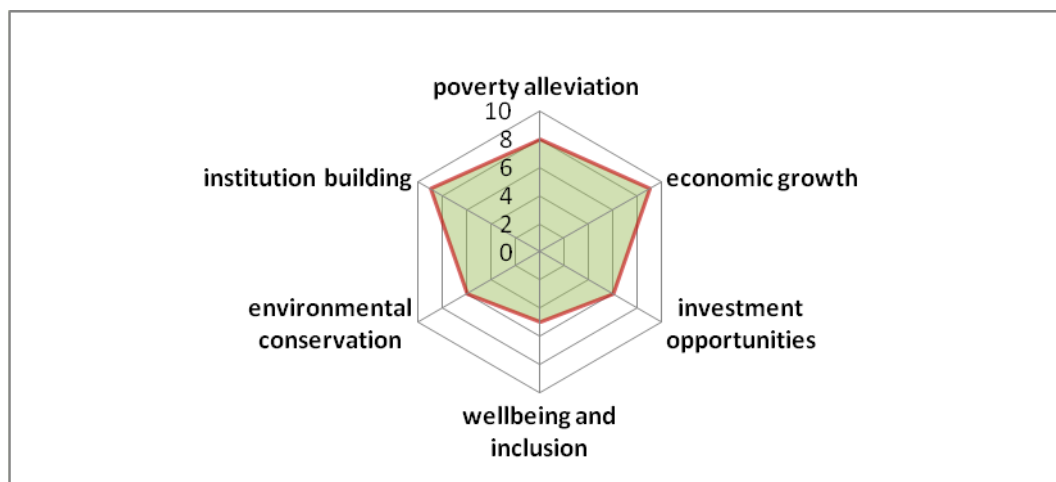 poverty alleviation
10
8
6
4
2
0
institution building
economic growth
environmental
conservation
investment
opportunities
wellbeing and
inclusion